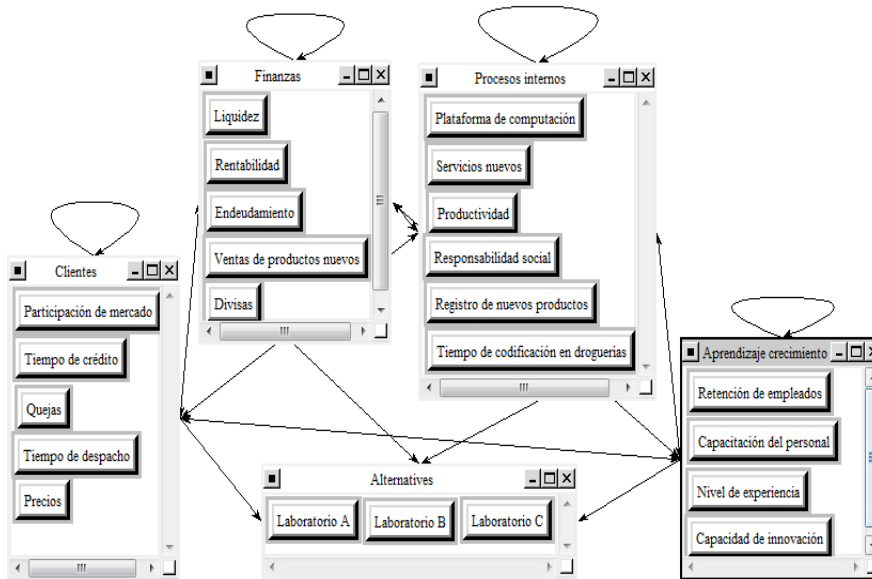 Finanzas
Liquidez
Rentabilidad
Endeudamiento
Ventas de productos nuevos
Divisas
Procesos internos
Plataforma de computación
Servicios nuevos
Productividad
Responsabilidad social
Registro de nuevos productos
Tiempo de codificación en droguerías
Clientes
Participación de mercado
Tiempo de crédito
Quejas
Tiempo de despacho
Precios
Aprendizaje crecimiento
Retención de empleados
Capacitación del personal
Nivel de experiencia
Capacidad de innovación
Alternatives
Laboratorio A
Laboratorio B
Laboratorio C